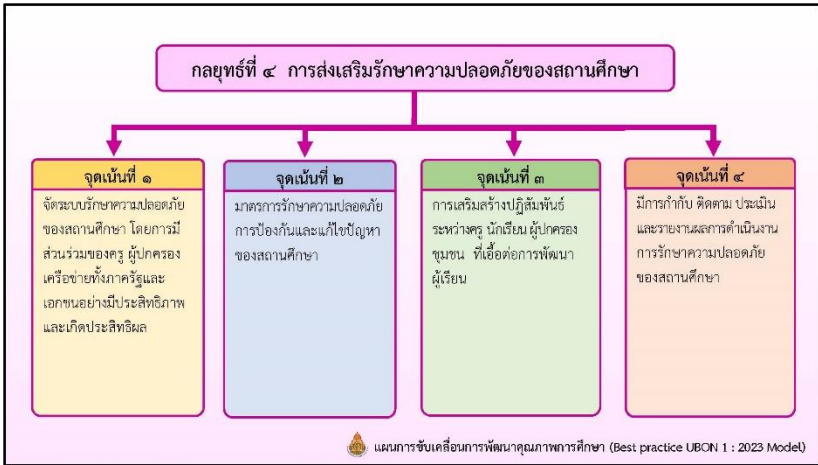 กลยุทธ์ที่ ๔ การส่งเสริมรักษาความปลอดภัยของสถานศึกษา
จุดเน้นที่ ๑
จัดระบบรักษาความปลอดภัย
ของสถานศึกษา โดยการมี
ส่วนร่วมของครู ผู้ปกครอง
เครือข่ายทั้งภาครัฐและ
เอกชนอย่างมีประสิทธิภาพ
และเกิดประสิทธิผล
จุดเน้นที่ ๒
มาตรการรักษาความปลอดภัย
การป้องกันและแก้ไขปัญหา
ของสถานศึกษา
จุดเน้นที่ ๓
การเสริมสร้างปฏิสัมพันธ์
ระหว่างครู นักเรียน ผู้ปกครอง
ชุมชน ที่เอื้อต่อการพัฒนา
ผู้เรียน
จุดเน้นที่ ๔
มีการกำกับ ติดตาม ประเมิน
และรายงานผลการดำเนินงาน
การรักษาความปลอดภัย
ของสถานศึกษา
แผนการขับเคลื่อนการพัฒนาคุณภาพการศึกษา (Best practice UBON 1 : 2023 Model)